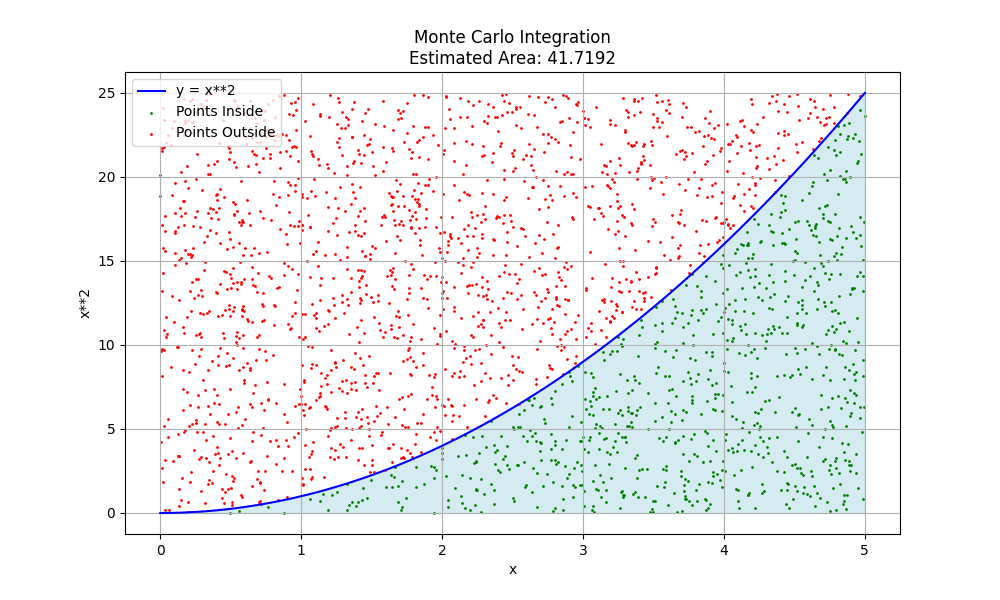 Monte Carlo Integration
Estimated Area: 41.7192
y = x**2
Points Inside
Points Outside
25
20
15
10
5
0
x**2
0 1 2 3 4 5
x